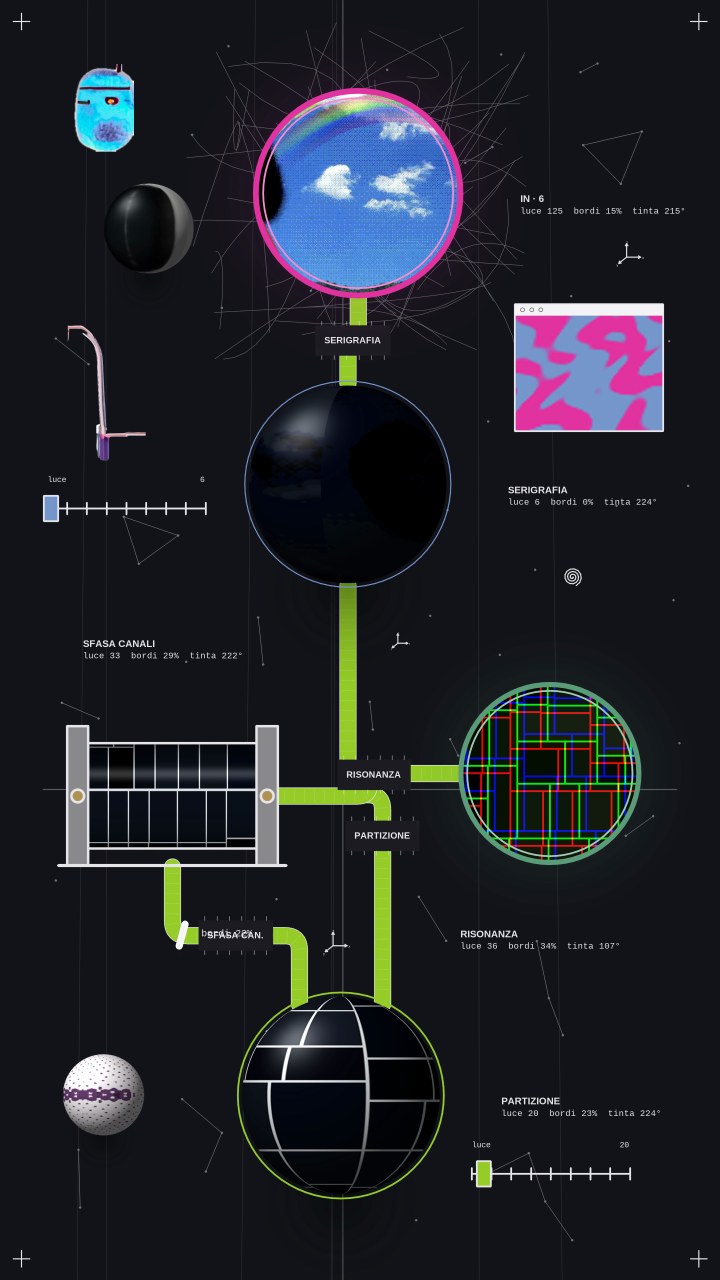 IN · 6
luce 125 bordi 15% tinta 215°
SERIGRAFIA
luce 6
SERIGRAFIA
luce 6 bordi 0% tinta 224°
SFASA CANALI
luce 33 bordi 29% tinta 222°
RISONANZA
PARTIZIONE
bordi 22%
SFASA CAN.
RISONANZA
luce 36 bordi 34% tinta 107°
PARTIZIONE
luce 20 bordi 23% tinta 224°
luce 20